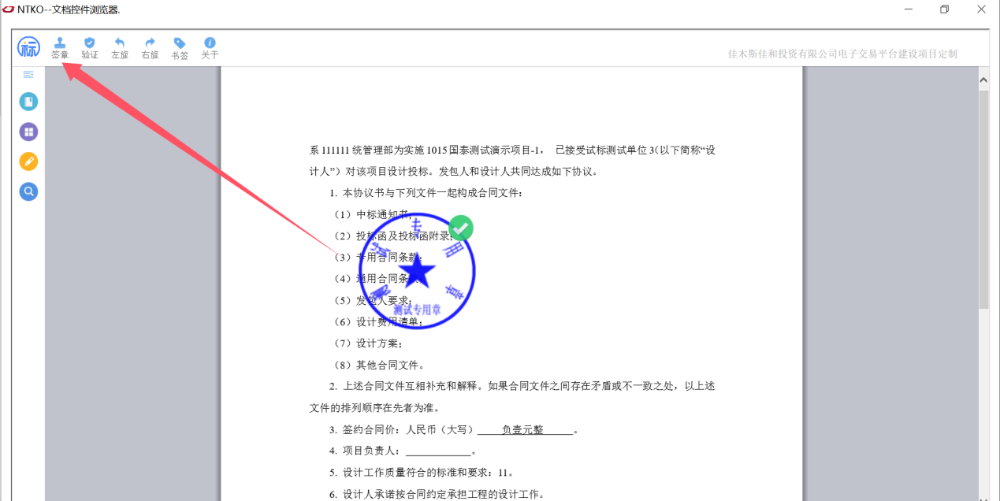 NTKO--文档控件浏览器.
标 签章 验证 左旋 右旋 书签 关于
佳木斯佳和投资有限公司电子交易平台建设项目定制
系 111111 统管理部为实施 1015 国泰测试演示项目-1， 已接受试标测试单位 3（以下简称“设
计人”）对该项目设计投标。发包人和设计人共同达成如下协议。
1. 本协议书与下列文件一起构成合同文件：
（1）中标通知书；
（2）投标函及投标函附录；
（3）专用合同条款；
（4）通用合同条款；
（5）发包人要求；
（6）设计费用清单；
（7）设计方案；
（8）其他合同文件。
测试专用章
测试专用章
2. 上述合同文件互相补充和解释。如果合同文件之间存在矛盾或不一致之处，以上述
文件的排列顺序在先者为准。
3. 签约合同价：人民币（大写） 负壹元整 。
4. 项目负责人：____________。
5. 设计工作质量符合的标准和要求：11。
6. 设计人承诺按合同约定承担工程的设计工作。